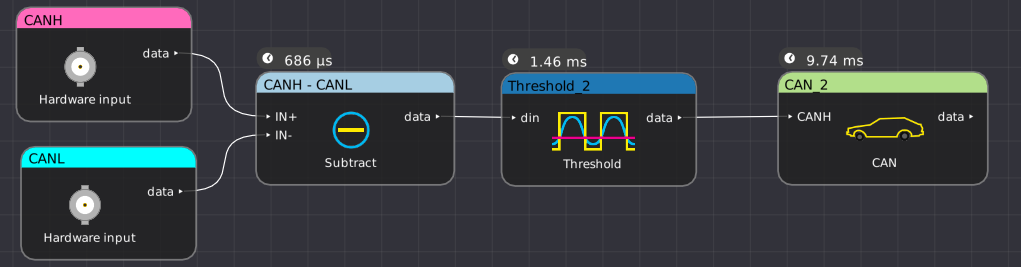 CANH
data
Hardware input
CANL
data
Hardware input
686 µs
CANH - CANL
IN+
data
IN-
Subtract
1.46 ms
Threshold_2
din
data
Threshold
9.74 ms
CAN_2
CANH
data
CAN